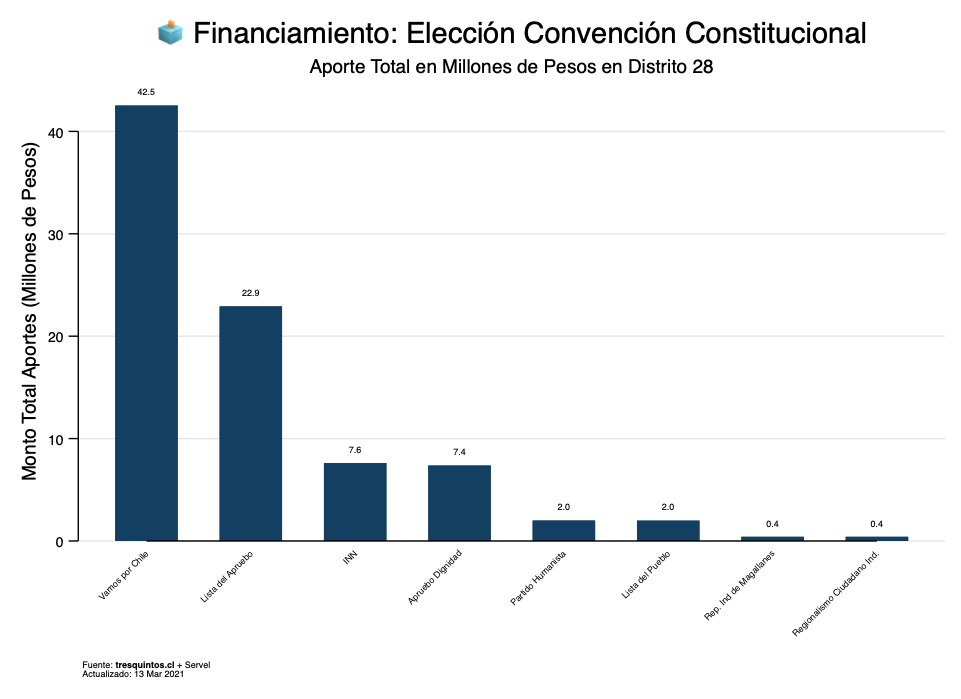 Financiamiento: Elección Convención Constitucional
Aporte Total en Millones de Pesos en Distrito 28
Monto Total Aportes (Millones de Pesos)
40
30
20
10
0
42.5
22.9
7.6
7.4
2.0
2.0
0.4
0.4
Vamos por Chile
Lista del Apruebo
INN
Apruebo Dignidad
Partido Humanista
Lista del Pueblo
Rep. Ind de Magallanes
Regionalismo Ciudadano Ind.
Fuente: tresquintos.cl + Servel
Actualizado: 13 Mar 2021